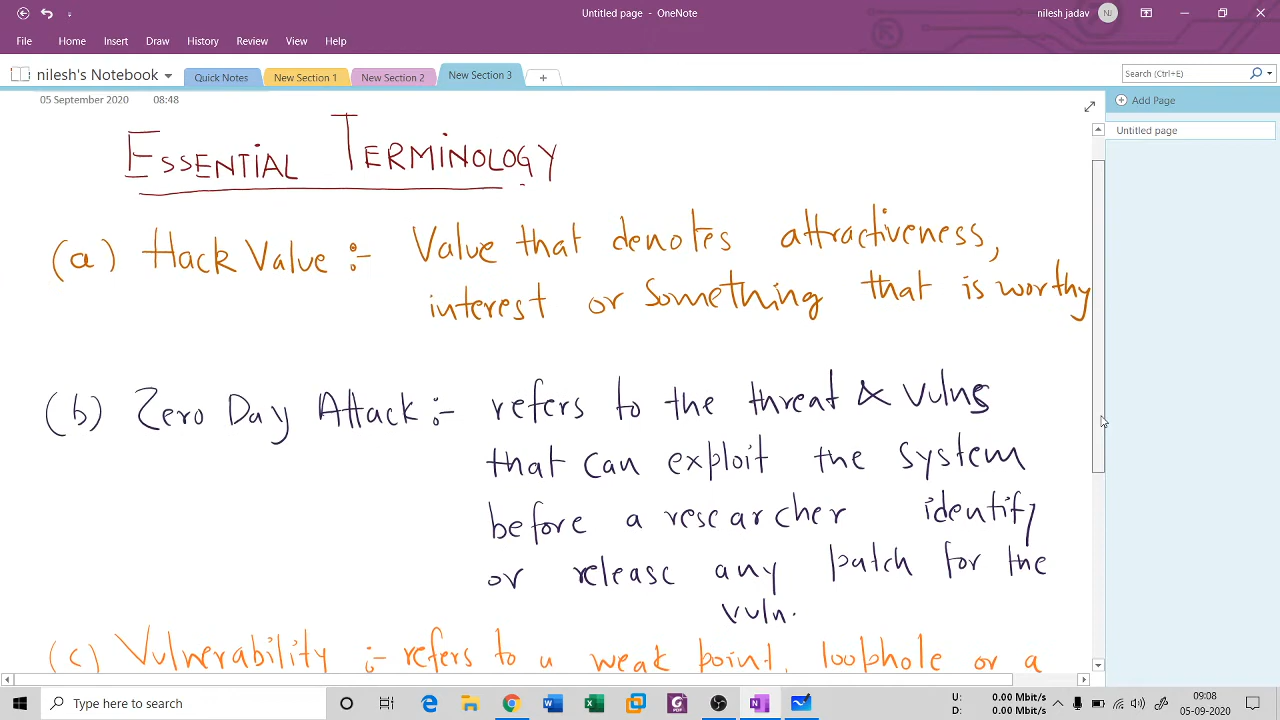 Untitled page - OneNote
nilesh jadav NJ
File Home Insert Draw History Review View Help
nilesh's Notebook Quick Notes New Section 1 New Section 2 New Section 3 + Search (Ctrl+E)
05 September 2020 08:48
Add Page
Untitled page
ESSENTIAL TERMINOLOGY
(a) Hack Value :- Value that denotes attractiveness,
interest or something that is worthy
(b) Zero Day Attack :- refers to the threat & vulns
that can exploit the system
before a researcher identify
or release any patch for the
vuln.
(c) Vulnerability :- refers to a weak point, loophole or a
Type here to search
U: 0.00 Mbit/s
D: 0.00 Mbit/s
09:08
05-09-2020